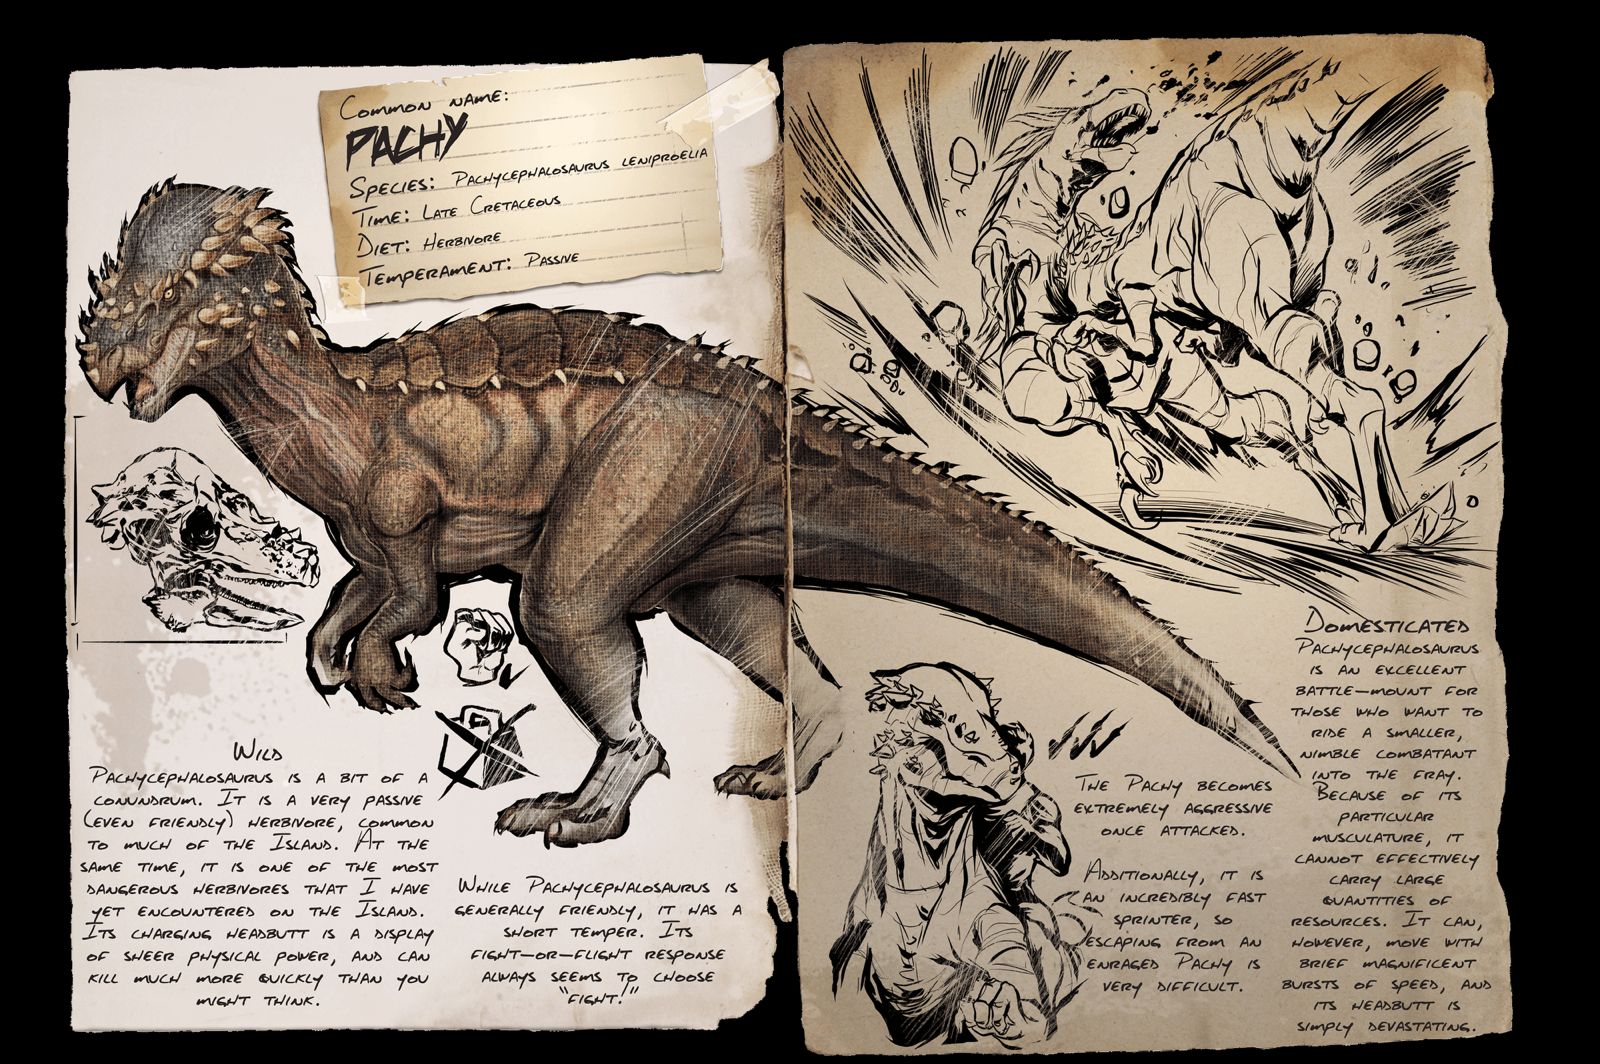 Common name:
Pachy
Species: Pachycephalosaurus leniproelia
Time: Late Cretaceous
Diet: Herbivore
Temperament: Passive
Wild
Pachycephalosaurus is a bit of a
conundrum. It is a very passive
(even friendly) herbivore, common
to much of the Island. At the
same time, it is one of the most
dangerous herbivores that I have
yet encountered on the Island.
Its charging headbutt is a display
of sheer physical power, and can
kill much more quickly than you
might think.
While Pachycephalosaurus is
generally friendly, it has a
short temper. Its
fight-or-flight response
always seems to choose
"fight."
The Pachy becomes
extremely aggressive
once attacked.
Additionally, it is
an incredibly fast
sprinter, so
escaping from an
enraged Pachy is
very difficult.
Domesticated
Pachycephalosaurus
is an excellent
battle-mount for
those who want to
ride a smaller,
nimble combatant
into the fray.
Because of its
particular
musculature, it
cannot effectively
carry large
quantities of
resources. It can,
however, move with
brief magnificent
bursts of speed, and
its headbutt is
simply devastating.